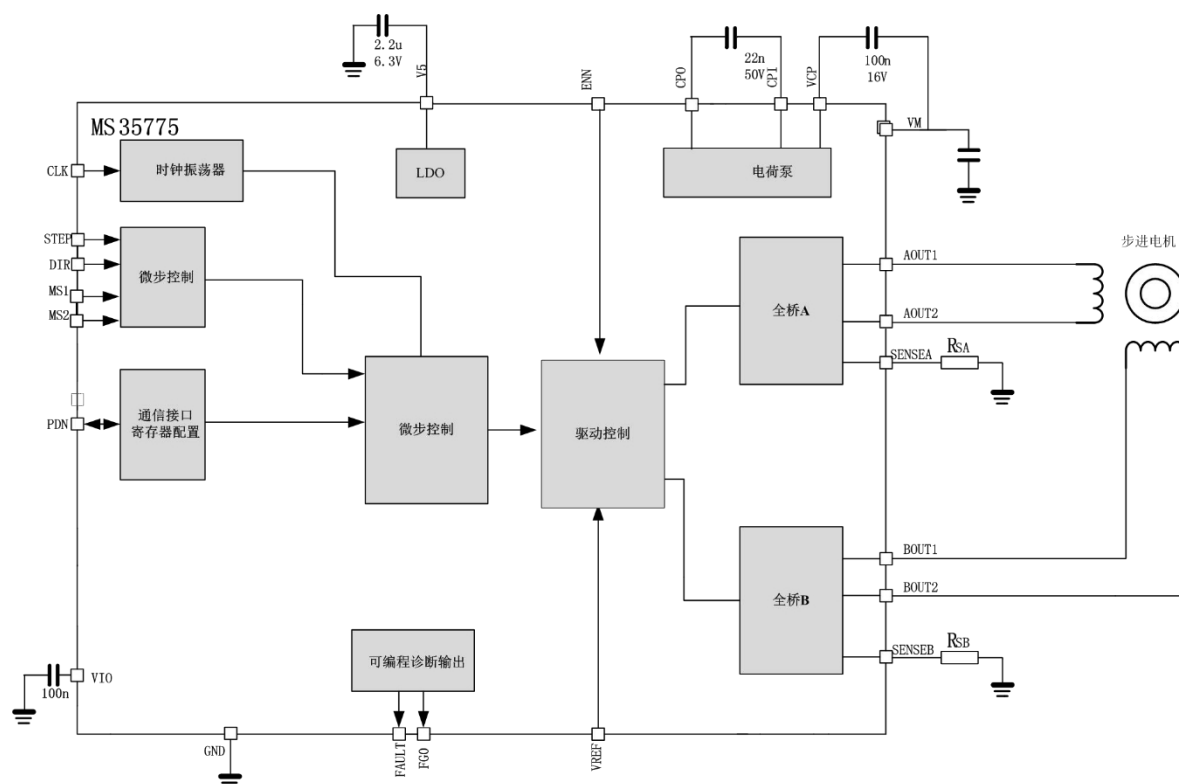 2.2u
6.3V
V5
ENN
CPO
22n
50V
CPI
VCP
100n
16V
VM
MS35775
CLK
时钟振荡器
LDO
电荷泵
STEP
DIR
MS1
MS2
微步控制
全桥A
AOUT1
AOUT2
SENSEA
RSA
步进电机
PDN
通信接口
寄存器配置
微步控制
驱动控制
全桥B
BOUT1
BOUT2
SENSEB
RSB
可编程诊断输出
VIO
100n
GND
FAULT
FGO
VREF